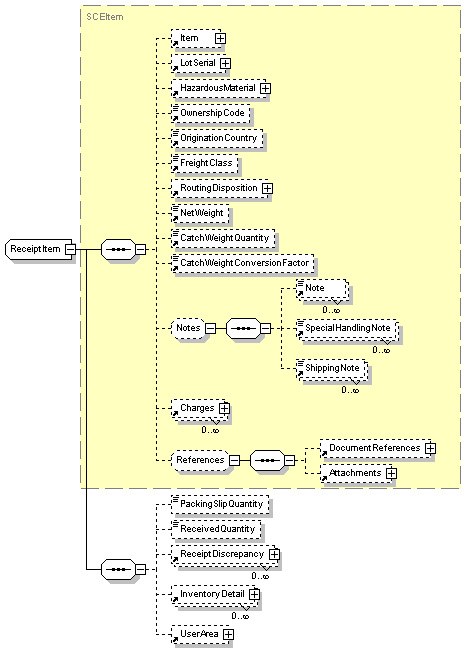 SCEItem
Item
LotSerial
HazardousMaterial
OwnershipCode
OriginationCountry
FreightClass
RoutingDisposition
NetWeight
ReceiptItem
CatchWeightQuantity
CatchWeightConversionFactor
Note
0..∞
Notes
SpecialHandlingNote
0..∞
ShippingNote
0..∞
Charges
0..∞
References
DocumentReferences
Attachments
PackingSlipQuantity
ReceivedQuantity
ReceiptDiscrepancy
0..∞
InventoryDetail
0..∞
UserArea